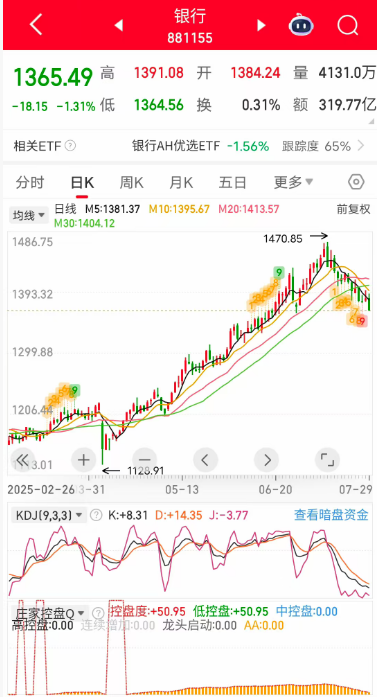 银行
881155
1365.49 高 1391.08 开 1384.24 量 4131.0万
-18.15 -1.31% 低 1364.56 换 0.31% 额 319.77亿
相关ETF ? 银行AH优选ETF -1.56% 跟踪度 65%
分时 日K 周K 月K 五日 更多
均线 日线 M5:1381.37 M10:1395.67 M20:1413.57 前复权
M30:1404.12
1486.75
1470.85
1393.32
9
1299.88
1206.44
9
9
1128.91
2025-02-26 3-31 05-13 06-20 07-29
KDJ(9,3,3) ? K:+8.31 D:+14.35 J:-3.77 查看暗盘资金
庄家控盘Q ? 控盘度:+50.95 低控盘:+50.95 中控盘:0.00
高控盘:0.00 连续增加:0.00 龙头启动:0.00 AA:0.00